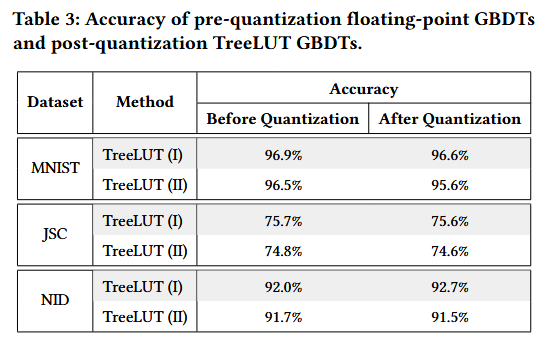 Table 3: Accuracy of pre-quantization floating-point GBDTs
and post-quantization TreeLUT GBDTs.
Dataset Method Accuracy
Before Quantization After Quantization
MNIST TreeLUT (I) 96.9% 96.6%
TreeLUT (II) 96.5% 95.6%
JSC TreeLUT (I) 75.7% 75.6%
TreeLUT (II) 74.8% 74.6%
NID TreeLUT (I) 92.0% 92.7%
TreeLUT (II) 91.7% 91.5%